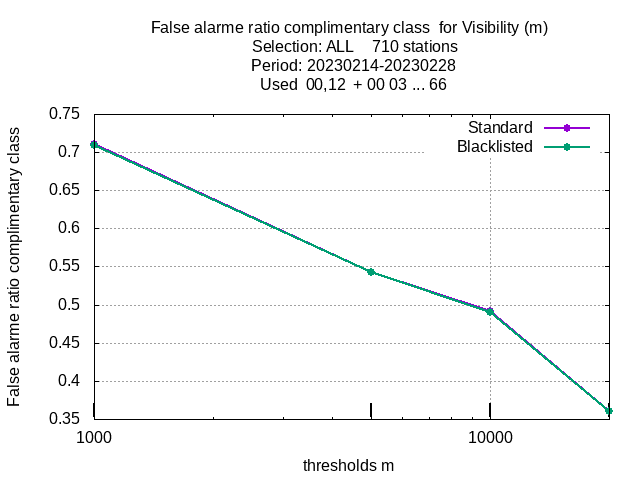 False alarme ratio complimentary class  for Visibility (m)
Selection: ALL    710 stations
Period: 20230214-20230228
Used  00,12  + 00 03 ... 66
Standard
Blacklisted
False alarme ratio complimentary class
0.75
0.7
0.65
0.6
0.55
0.5
0.45
0.4
0.35
1000
10000
thresholds m